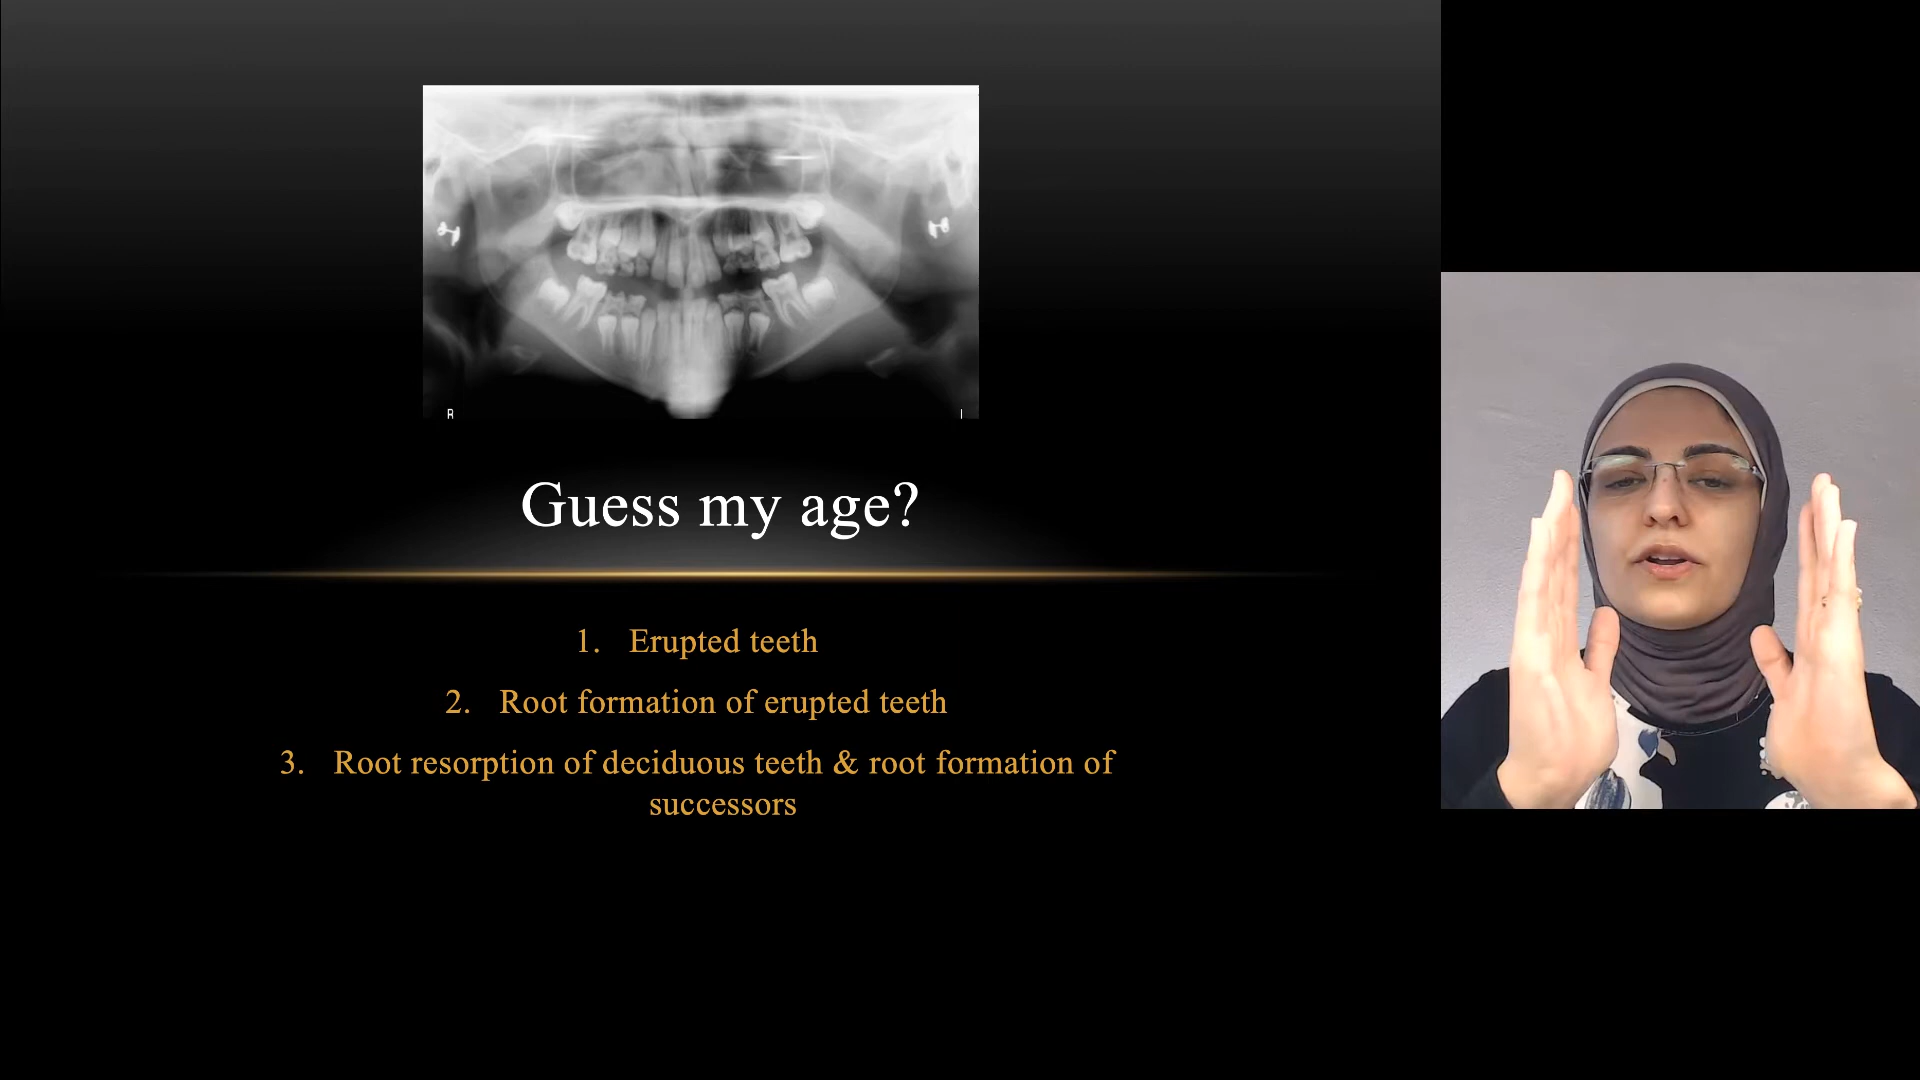 R
Guess my age?
1. Erupted teeth
2. Root formation of erupted teeth
3. Root resorption of deciduous teeth & root formation of
successors